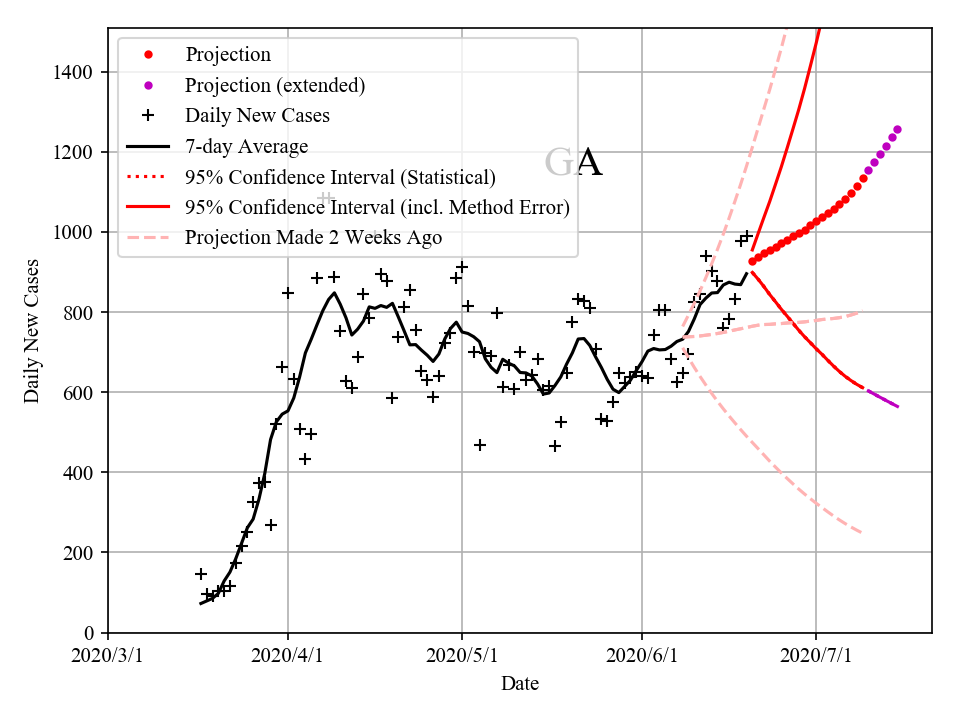 1400
1200
1000
800
600
400
200
0
Daily New Cases
Projection
Projection (extended)
Daily New Cases
7-day Average
95% Confidence Interval (Statistical)
95% Confidence Interval (incl. Method Error)
Projection Made 2 Weeks Ago
GA
2020/3/1 2020/4/1 2020/5/1 2020/6/1 2020/7/1
Date